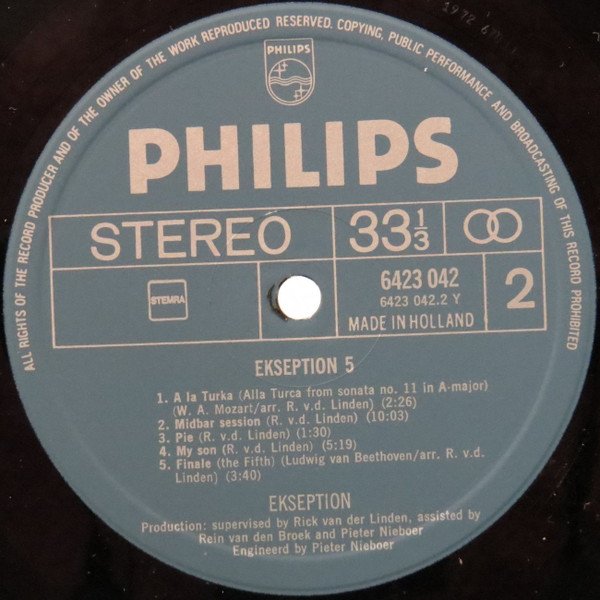 ALL RIGHTS OF THE RECORD PRODUCER AND OF THE OWNER OF THE WORK REPRODUCED RESERVED. COPYING, PUBLIC PERFORMANCE AND BROADCASTING OF THIS RECORD PROHIBITED
PHILIPS
PHILIPS
STEREO 33⅓
6423 042
6423 042.2 Y
STEMRA
MADE IN HOLLAND
2
EKSEPTION 5
1. A la Turka (Alla Turca from sonata no. 11 in A-major)
(W. A. Mozart/arr. R. v.d. Linden) (2:26)
2. Midbar session (R. v.d. Linden) (10:03)
3. Pie (R. v.d. Linden) (1:30)
4. My son (R. v.d. Linden) (5:19)
5. Finale (the Fifth) (Ludwig van Beethoven/arr. R. v.d.
Linden) (3:40)
EKSEPTION
Production: supervised by Rick van der Linden, assisted by
Rein van den Broek and Pieter Nieboer
Engineerd by Pieter Nieboer